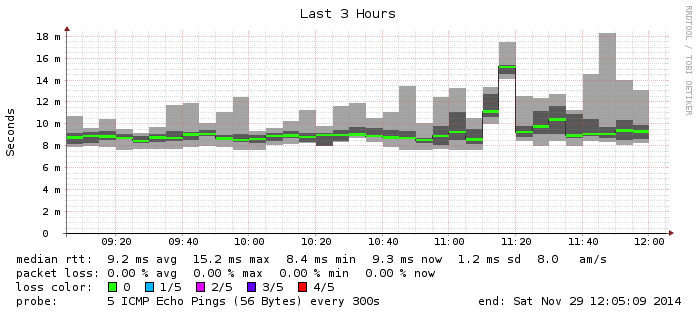 Last 3 Hours
RRDTOOL / TOBI OETIKER
Seconds
18 m
16 m
14 m
12 m
10 m
8 m
6 m
4 m
2 m
0
09:20 09:40 10:00 10:20 10:40 11:00 11:20 11:40 12:00
median rtt: 9.2 ms avg 15.2 ms max 8.4 ms min 9.3 ms now 1.2 ms sd 8.0 am/s
packet loss: 0.00 % avg 0.00 % max 0.00 % min 0.00 % now
loss color: 0 1/5 2/5 3/5 4/5
probe: 5 ICMP Echo Pings (56 Bytes) every 300s end: Sat Nov 29 12:05:09 2014